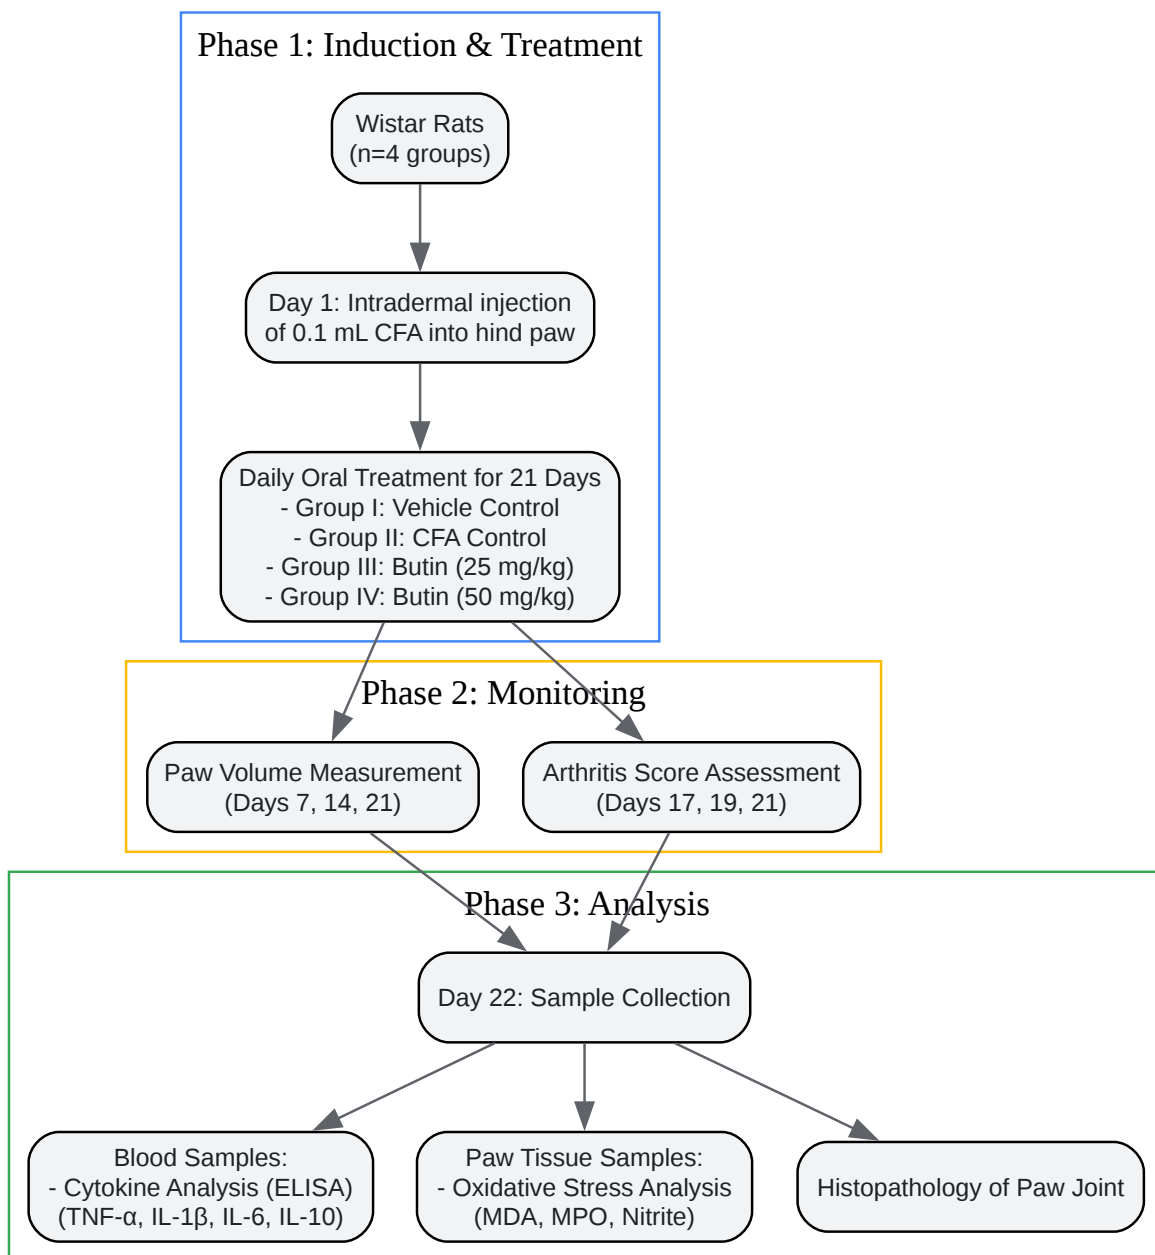 Phase 1: Induction & Treatment
Wistar Rats
(n=4 groups)
Day 1: Intradermal injection
of 0.1 mL CFA into hind paw
Daily Oral Treatment for 21 Days
- Group I: Vehicle Control
- Group II: CFA Control
- Group III: Butin (25 mg/kg)
- Group IV: Butin (50 mg/kg)
Phase 2: Monitoring
Paw Volume Measurement
(Days 7, 14, 21)
Arthritis Score Assessment
(Days 17, 19, 21)
Phase 3: Analysis
Day 22: Sample Collection
Blood Samples:
- Cytokine Analysis (ELISA)
(TNF-α, IL-1β, IL-6, IL-10)
Paw Tissue Samples:
- Oxidative Stress Analysis
(MDA, MPO, Nitrite)
Histopathology of Paw Joint